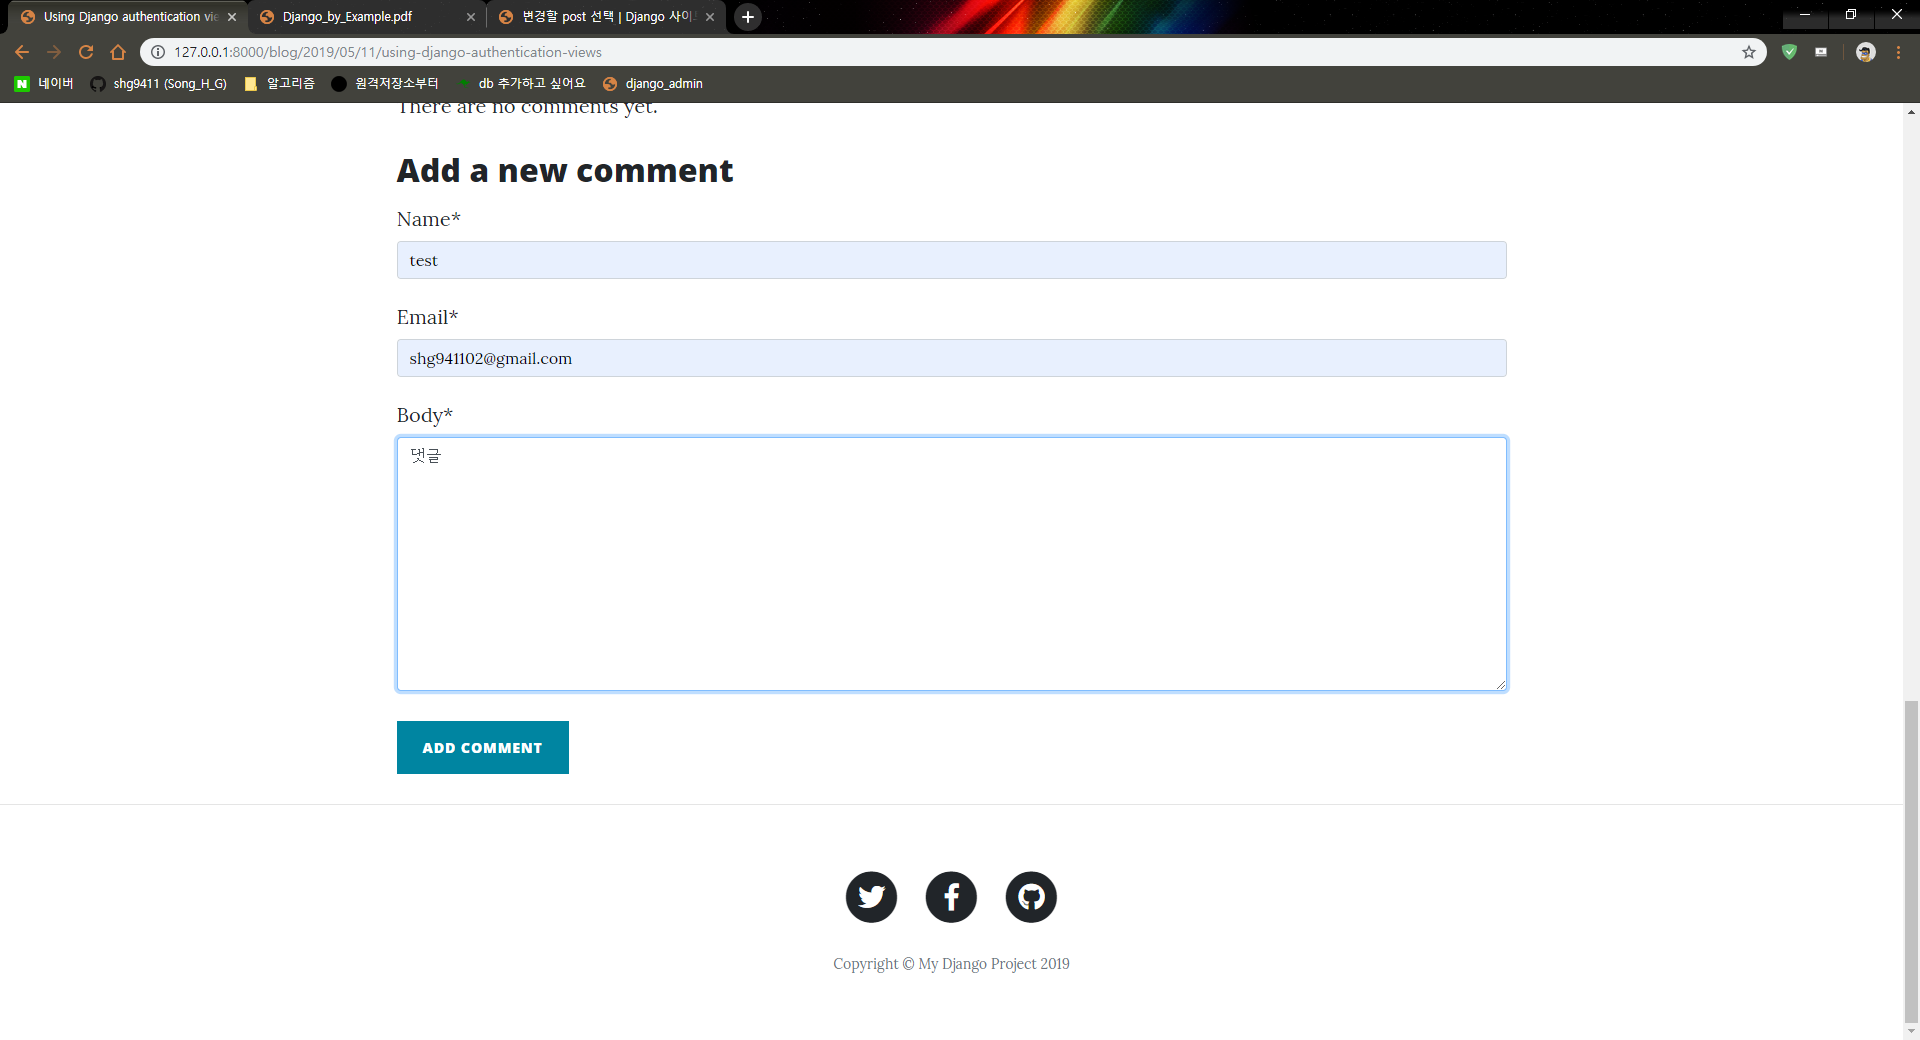 Using Django authentication vie
Django_by_Example.pdf
변경할 post 선택 | Django 사이
127.0.0.1:8000/blog/2019/05/11/using-django-authentication-views
네이버
shg9411 (Song_H_G)
알고리즘
원격저장소부터
db 추가하고 싶어요
django_admin
There are no comments yet.
Add a new comment
Name*
test
Email*
shg941102@gmail.com
Body*
댓글
ADD COMMENT
Copyright © My Django Project 2019